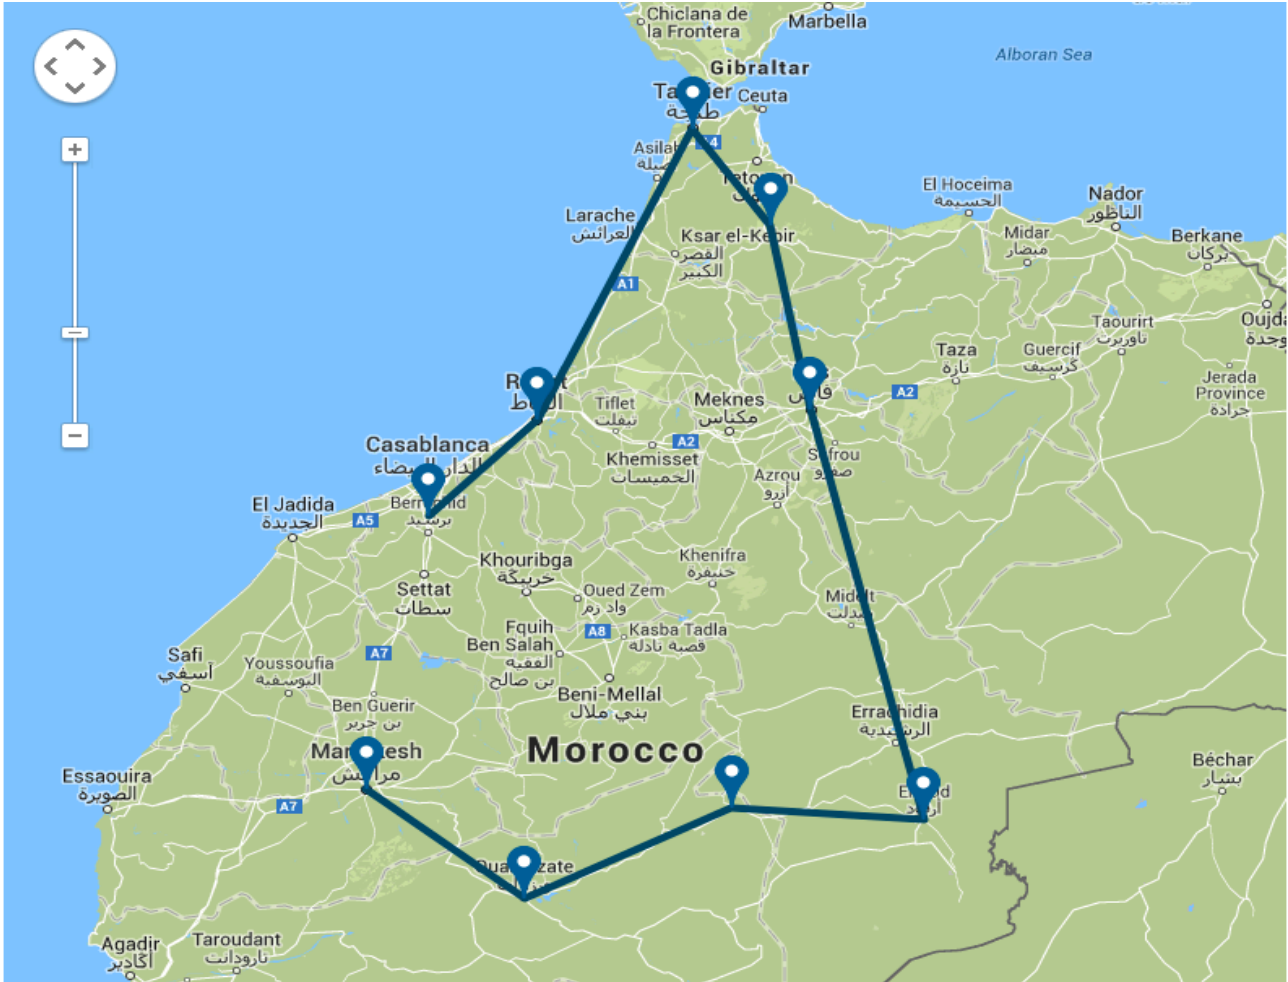 Chiclana de
la Frontera
Marbella
Alboran Sea
Gibraltar
Ceuta
A4
El Hoceima
الحسيمة
Nador
الناظور
Larache
العرائش
Ksar el-Kebir
القصر
الكبير
Midar
ميضار
Berkane
بركان
A1
Taourirt
تاوريرت
وجدة
Taza
تازة
Guercif
كرسيف
Jerada
Province
جرادة
A2
Tiflet
تيفلت
Meknes
مكناس
A2
Casablanca
Khemisset
الخميسات
Azrou
أزرو
Sefrou
صفرو
El Jadida
الجديدة
A5
برشيد
Khouribga
خريبكة
Khenifra
خنيفرة
Settat
سطات
Oued Zem
واد زم
Midelt
ميدلت
Fquih
Ben Salah
الفقيه
بن صالح
A8
Kasba Tadla
قصبة تادلة
A7
Safi
آسفي
Youssoufia
اليوسفية
Beni-Mellal
بني ملال
Ben Guerir
بن جرير
Errachidia
الرشيدية
Morocco
مراكش
Essaouira
الصويرة
A7
Béchar
بشار
Agadir
أكادير
Taroudant
تارودانت